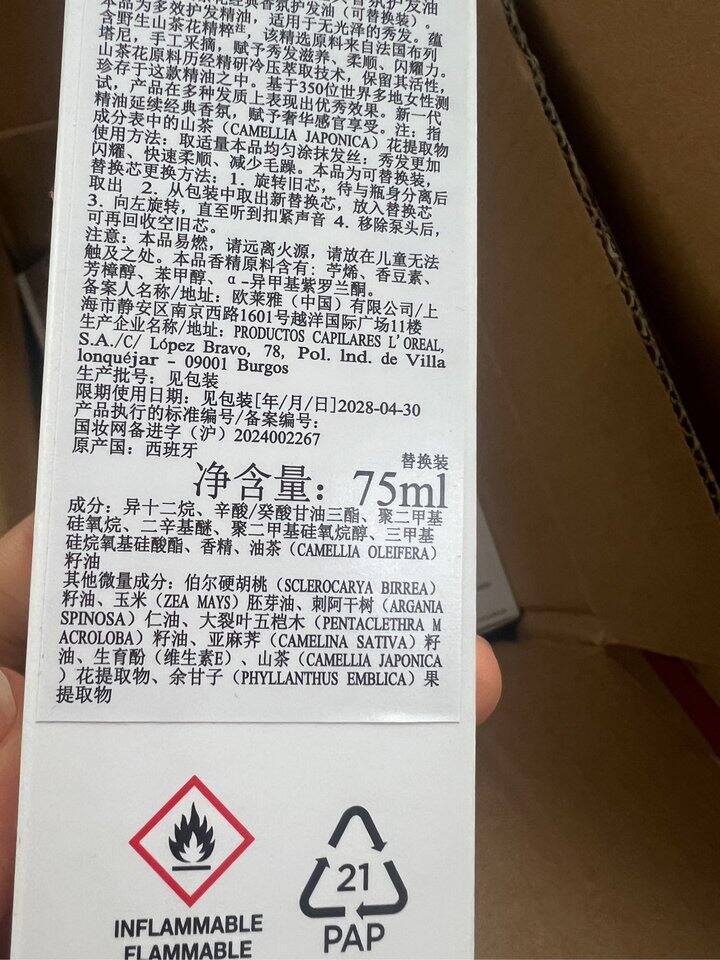 经典香氛护发油（可替换装）。
本品为多效护发精油，适用于无光泽的秀发。蕴
含野生山茶花精粹注，该精选原料来自法国布列
塔尼，手工采摘，赋予秀发滋养、柔顺、闪耀力。
山茶花原料历经精研冷压萃取技术，保留其活性，
珍存于这款精油之中。基于350位世界多地女性测
试，产品在多种发质上表现出优秀效果。新一代
精油延续经典香氛，赋予奢华感官享受。注：指
成分表中的山茶（CAMELLIA JAPONICA）花提取物
使用方法：取适量本品均匀涂抹发丝：秀发更加
闪耀、快速柔顺、减少毛躁。本品为可替换装，
替换芯更换方法：1. 旋转旧芯，待与瓶身分离后
取出 2. 从包装中取出新替换芯，放入替换芯
3. 向左旋转，直至听到扣紧声音 4. 移除泵头后，
可再回收空旧芯。
注意：本品易燃，请远离火源，请放在儿童无法
触及之处。本品香精原料含有：苧烯、香豆素、
芳樟醇、苯甲醇、α-异甲基紫罗兰酮。
备案人名称/地址：欧莱雅（中国）有限公司/上
海市静安区南京西路1601号越洋国际广场11楼
生产企业名称/地址：PRODUCTOS CAPILARES L'OREAL,
S.A./C/ López Bravo, 78, Pol. lnd. de Villa
lonquéjar - 09001 Burgos
生产批号：见包装
限期使用日期：见包装[年/月/日]2028-04-30
产品执行的标准编号/备案编号：
国妆网备进字（沪）2024002267
原产国：西班牙
替换装
净含量：75ml
成分：异十二烷、辛酸/癸酸甘油三酯、聚二甲基
硅氧烷、二辛基醚、聚二甲基硅氧烷醇、三甲基
硅烷氧基硅酸酯、香精、油茶（CAMELLIA OLEIFERA）
籽油
其他微量成分：伯尔硬胡桃（SCLEROCARYA BIRREA）
籽油、玉米（ZEA MAYS）胚芽油、刺阿干树（ARGANIA
SPINOSA）仁油、大裂叶五桤木（PENTACLETHRA M
ACROLOBA）籽油、亚麻荠（CAMELINA SATIVA）籽
油、生育酚（维生素E）、山茶（CAMELLIA JAPONICA
）花提取物、余甘子（PHYLLANTHUS EMBLICA）果
提取物
INFLAMMABLE
FLAMMABLE
21
PAP